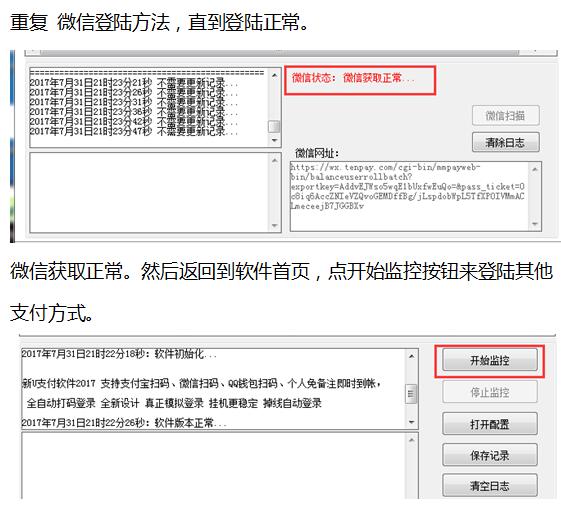 重复 微信登陆方法，直到登陆正常。
==============================================
2017年7月31日21时23分21秒 不需要更新记录...
2017年7月31日21时23分26秒 不需要更新记录...
2017年7月31日21时23分31秒 不需要更新记录...
2017年7月31日21时23分36秒 不需要更新记录...
2017年7月31日21时23分42秒 不需要更新记录...
2017年7月31日21时23分47秒 不需要更新记录...
微信状态：微信获取正常...
微信扫描
清除日志
微信网址：
https://wx.tenpay.com/cgi-bin/mmpayweb-
bin/balanceuserrollbatch?
微信获取正常。然后返回到软件首页，点开始监控按钮来登陆其他
支付方式。
2017年7月31日21时22分18秒：软件初始化...
新U支付软件2017 支持支付宝扫码、微信扫码、QQ钱包扫码、个人免备注即时到帐，
全自动打码登录 全新设计 真正模拟登录 挂机更稳定 掉线自动登录
2017年7月31日21时22分26秒：软件版本正常...
开始监控
停止监控
打开配置
保存记录
清空日志